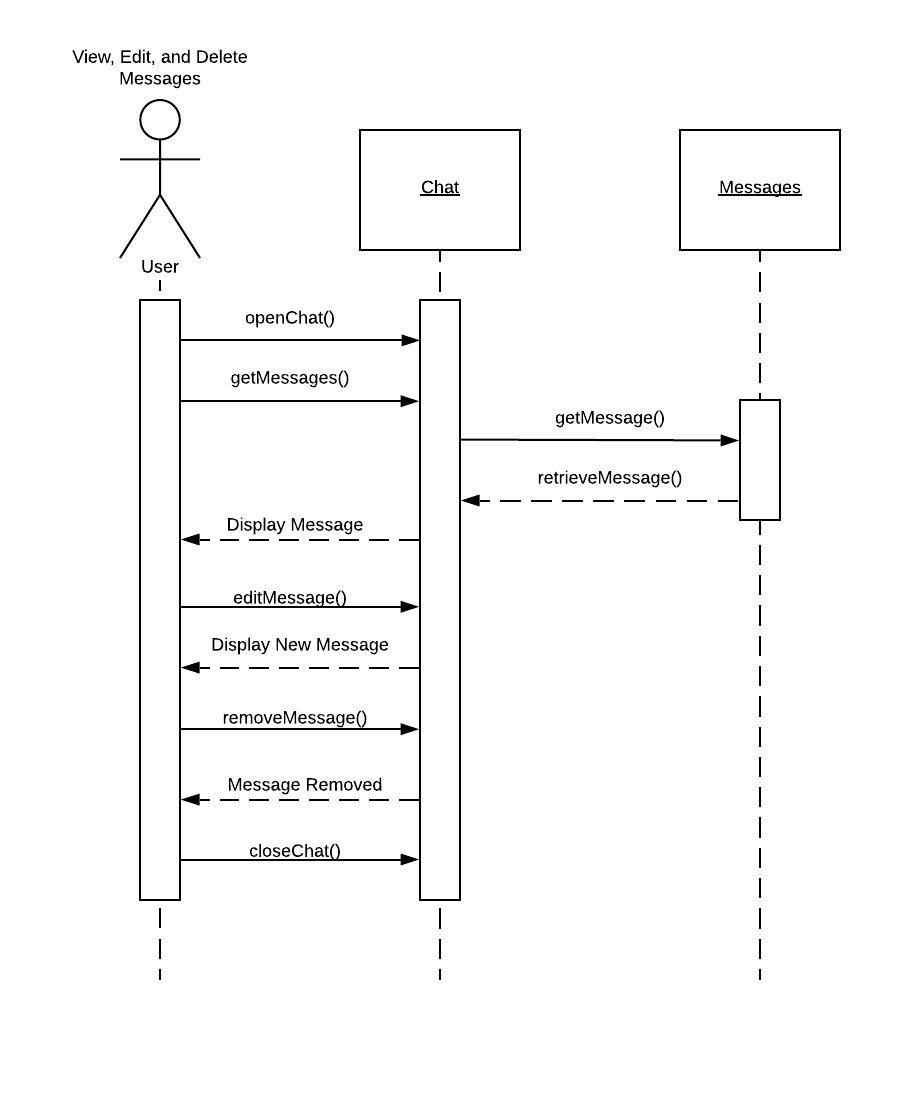 View, Edit, and Delete
Messages
Chat
Messages
User
openChat()
getMessages()
getMessage()
retrieveMessage()
Display Message
editMessage()
Display New Message
removeMessage()
Message Removed
closeChat()